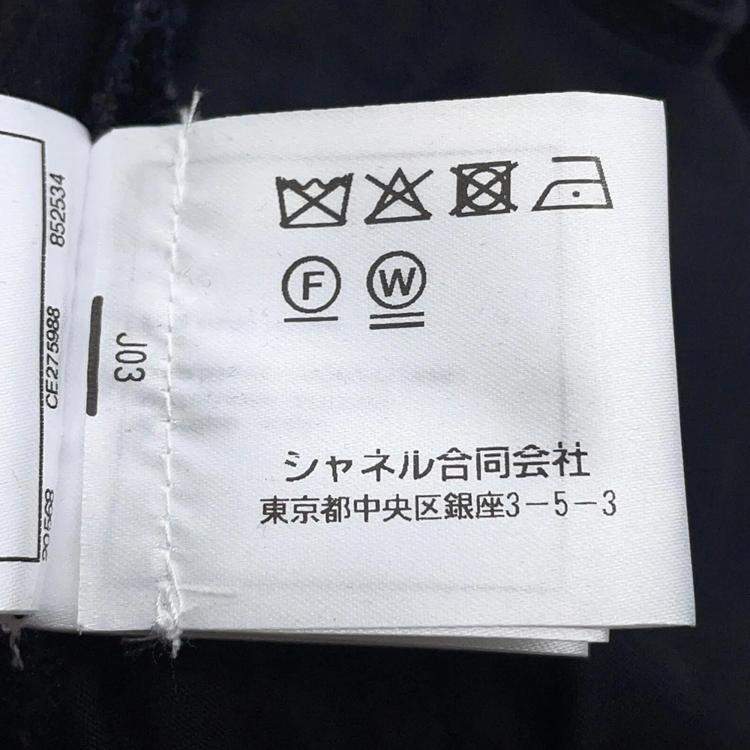 F W
シャネル合同会社
東京都中央区銀座3-5-3
J03
852534
CE275988